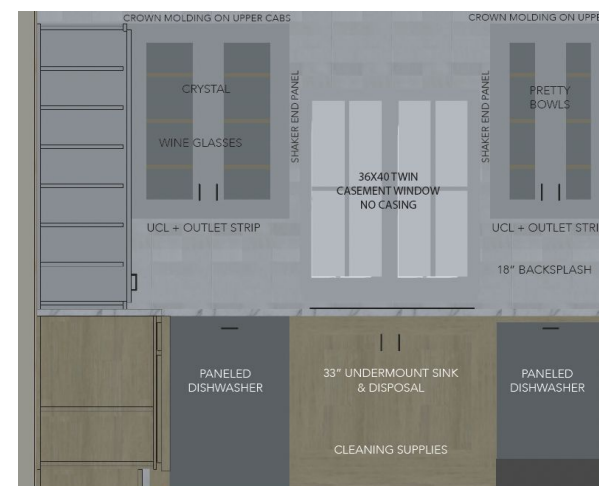 CROWN MOLDING ON UPPER CABS
CROWN MOLDING ON UPPE
CRYSTAL
WINE GLASSES
SHAKER END PANEL
36X40 TWIN
CASEMENT WINDOW
NO CASING
SHAKER END PANEL
PRETTY
BOWLS
UCL + OUTLET STRIP
UCL + OUTLET STRI
18" BACKSPLASH
PANELED
DISHWASHER
33" UNDERMOUNT SINK
& DISPOSAL
CLEANING SUPPLIES
PANELED
DISHWASHER